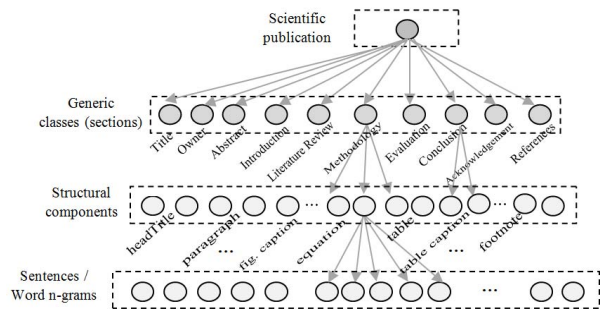 Scientific
publication
Generic
classes (sections)
Title
Owner
Abstract
Introduction
Literature Review
Methodology
Evaluation
Conclusion
Acknowledgement
References
Structural
components
...
...
headTitle
paragraph
fig. caption
equation
table
table caption
footnote
...
...
Sentences /
Word n-grams
...